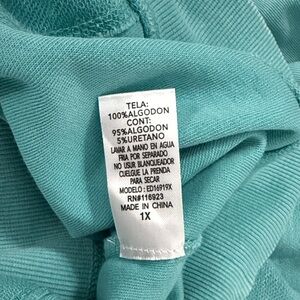 TELA:
100%ALGODON
CONT:
95%ALGODON
5%URETANO
LAVAR A MANO EN AGUA
FRIA POR SEPARADO
NO USUR BLANQUEADOR
CUELGUE LA PRENDA
PARA SECAR
MODELO : ED16919X
RN#116923
MADE IN CHINA
1X